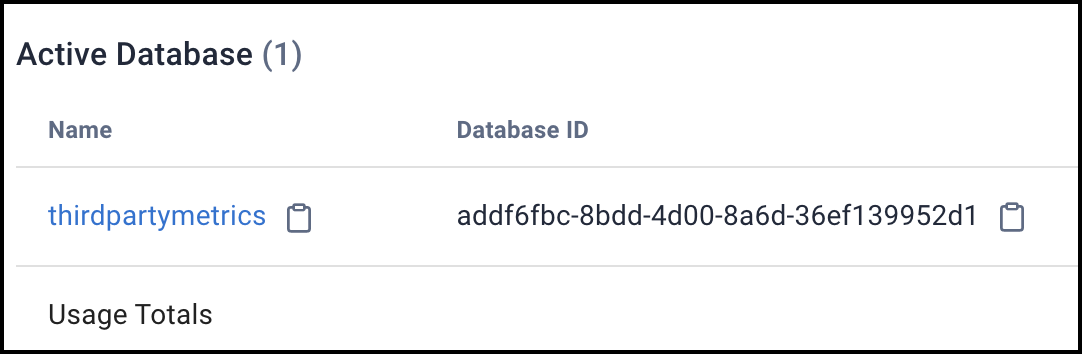 Active Database (1)
Name Database ID
thirdpartymetrics addf6fbc-8bdd-4d00-8a6d-36ef139952d1
Usage Totals